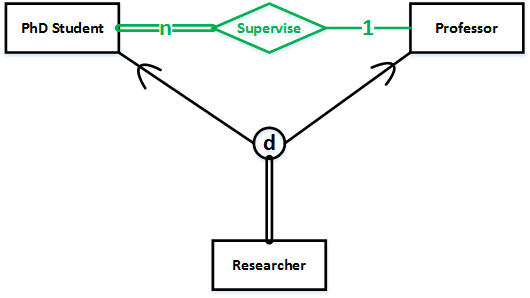 PhD Student n Supervise 1 Professor
d
Researcher